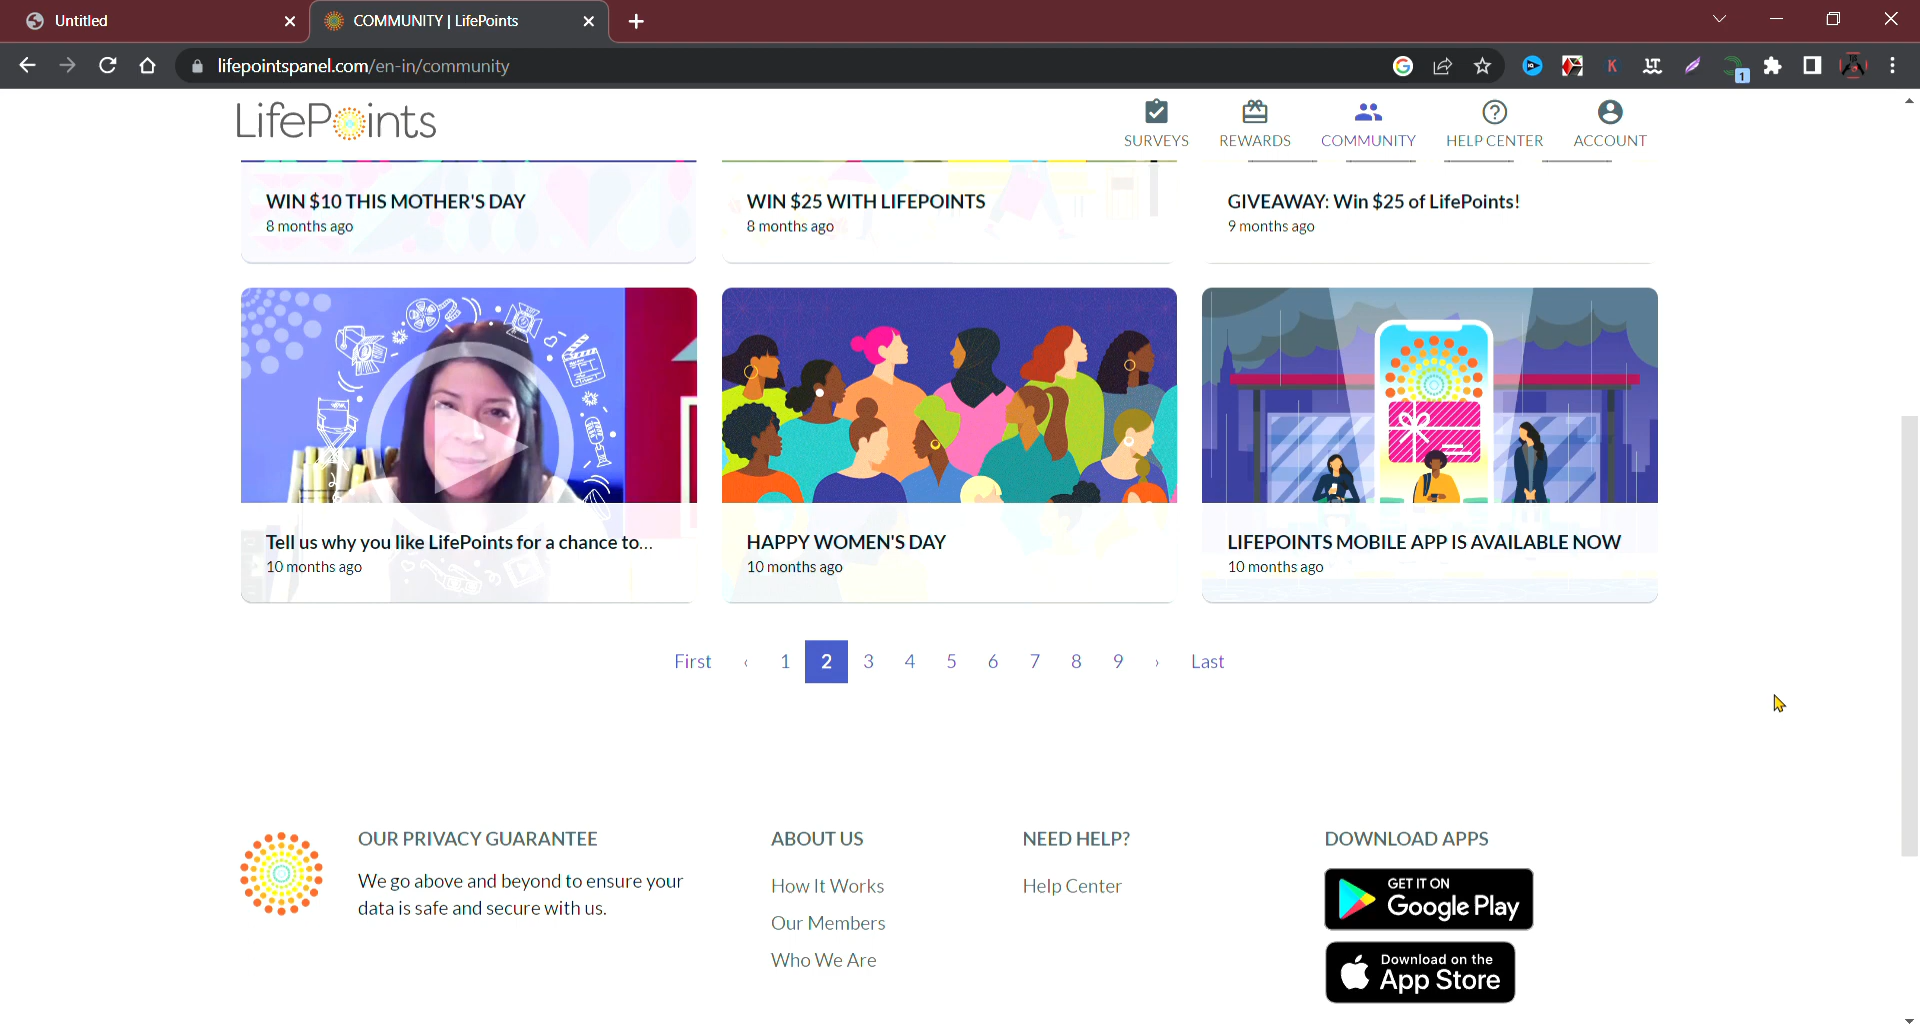 Untitled
COMMUNITY | LifePoints
lifepointspanel.com/en-in/community
1
LifePoints
SURVEYS
REWARDS
COMMUNITY
HELP CENTER
ACCOUNT
WIN $10 THIS MOTHER'S DAY
8 months ago
WIN $25 WITH LIFEPOINTS
8 months ago
GIVEAWAY: Win $25 of LifePoints!
9 months ago
Tell us why you like LifePoints for a chance to...
10 months ago
HAPPY WOMEN'S DAY
10 months ago
LIFEPOINTS MOBILE APP IS AVAILABLE NOW
10 months ago
First ‹ 1 2 3 4 5 6 7 8 9 › Last
OUR PRIVACY GUARANTEE
We go above and beyond to ensure your
data is safe and secure with us.
ABOUT US
How It Works
Our Members
Who We Are
NEED HELP?
Help Center
DOWNLOAD APPS
GET IT ON
Google Play
Download on the
App Store